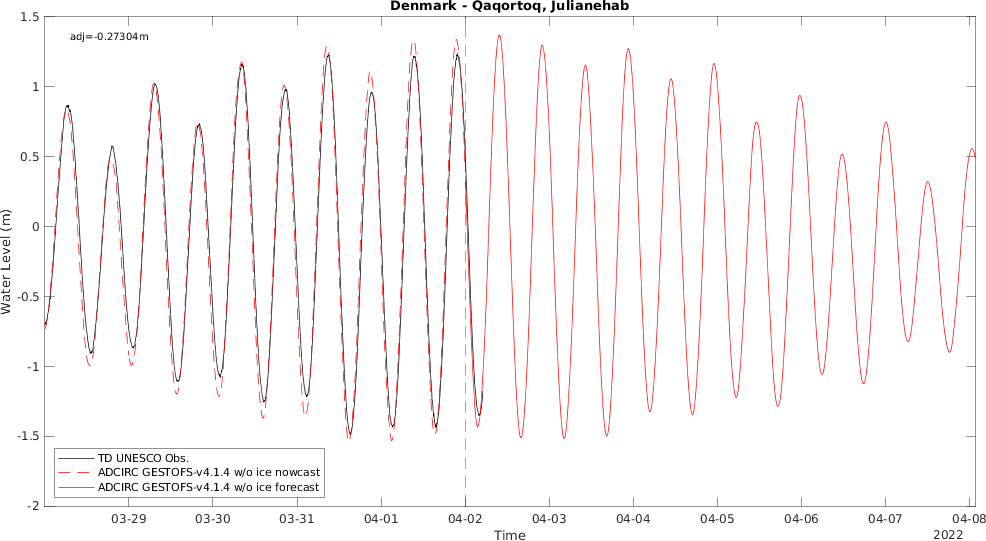 Denmark - Qaqortoq, Julianehab
adj=-0.27304m
1.5
1
0.5
0
-0.5
-1
-1.5
-2
Water Level (m)
TD UNESCO Obs.
ADCIRC GESTOFS-v4.1.4 w/o ice nowcast
ADCIRC GESTOFS-v4.1.4 w/o ice forecast
03-29 03-30 03-31 04-01 04-02 04-03 04-04 04-05 04-06 04-07 04-08
Time
2022